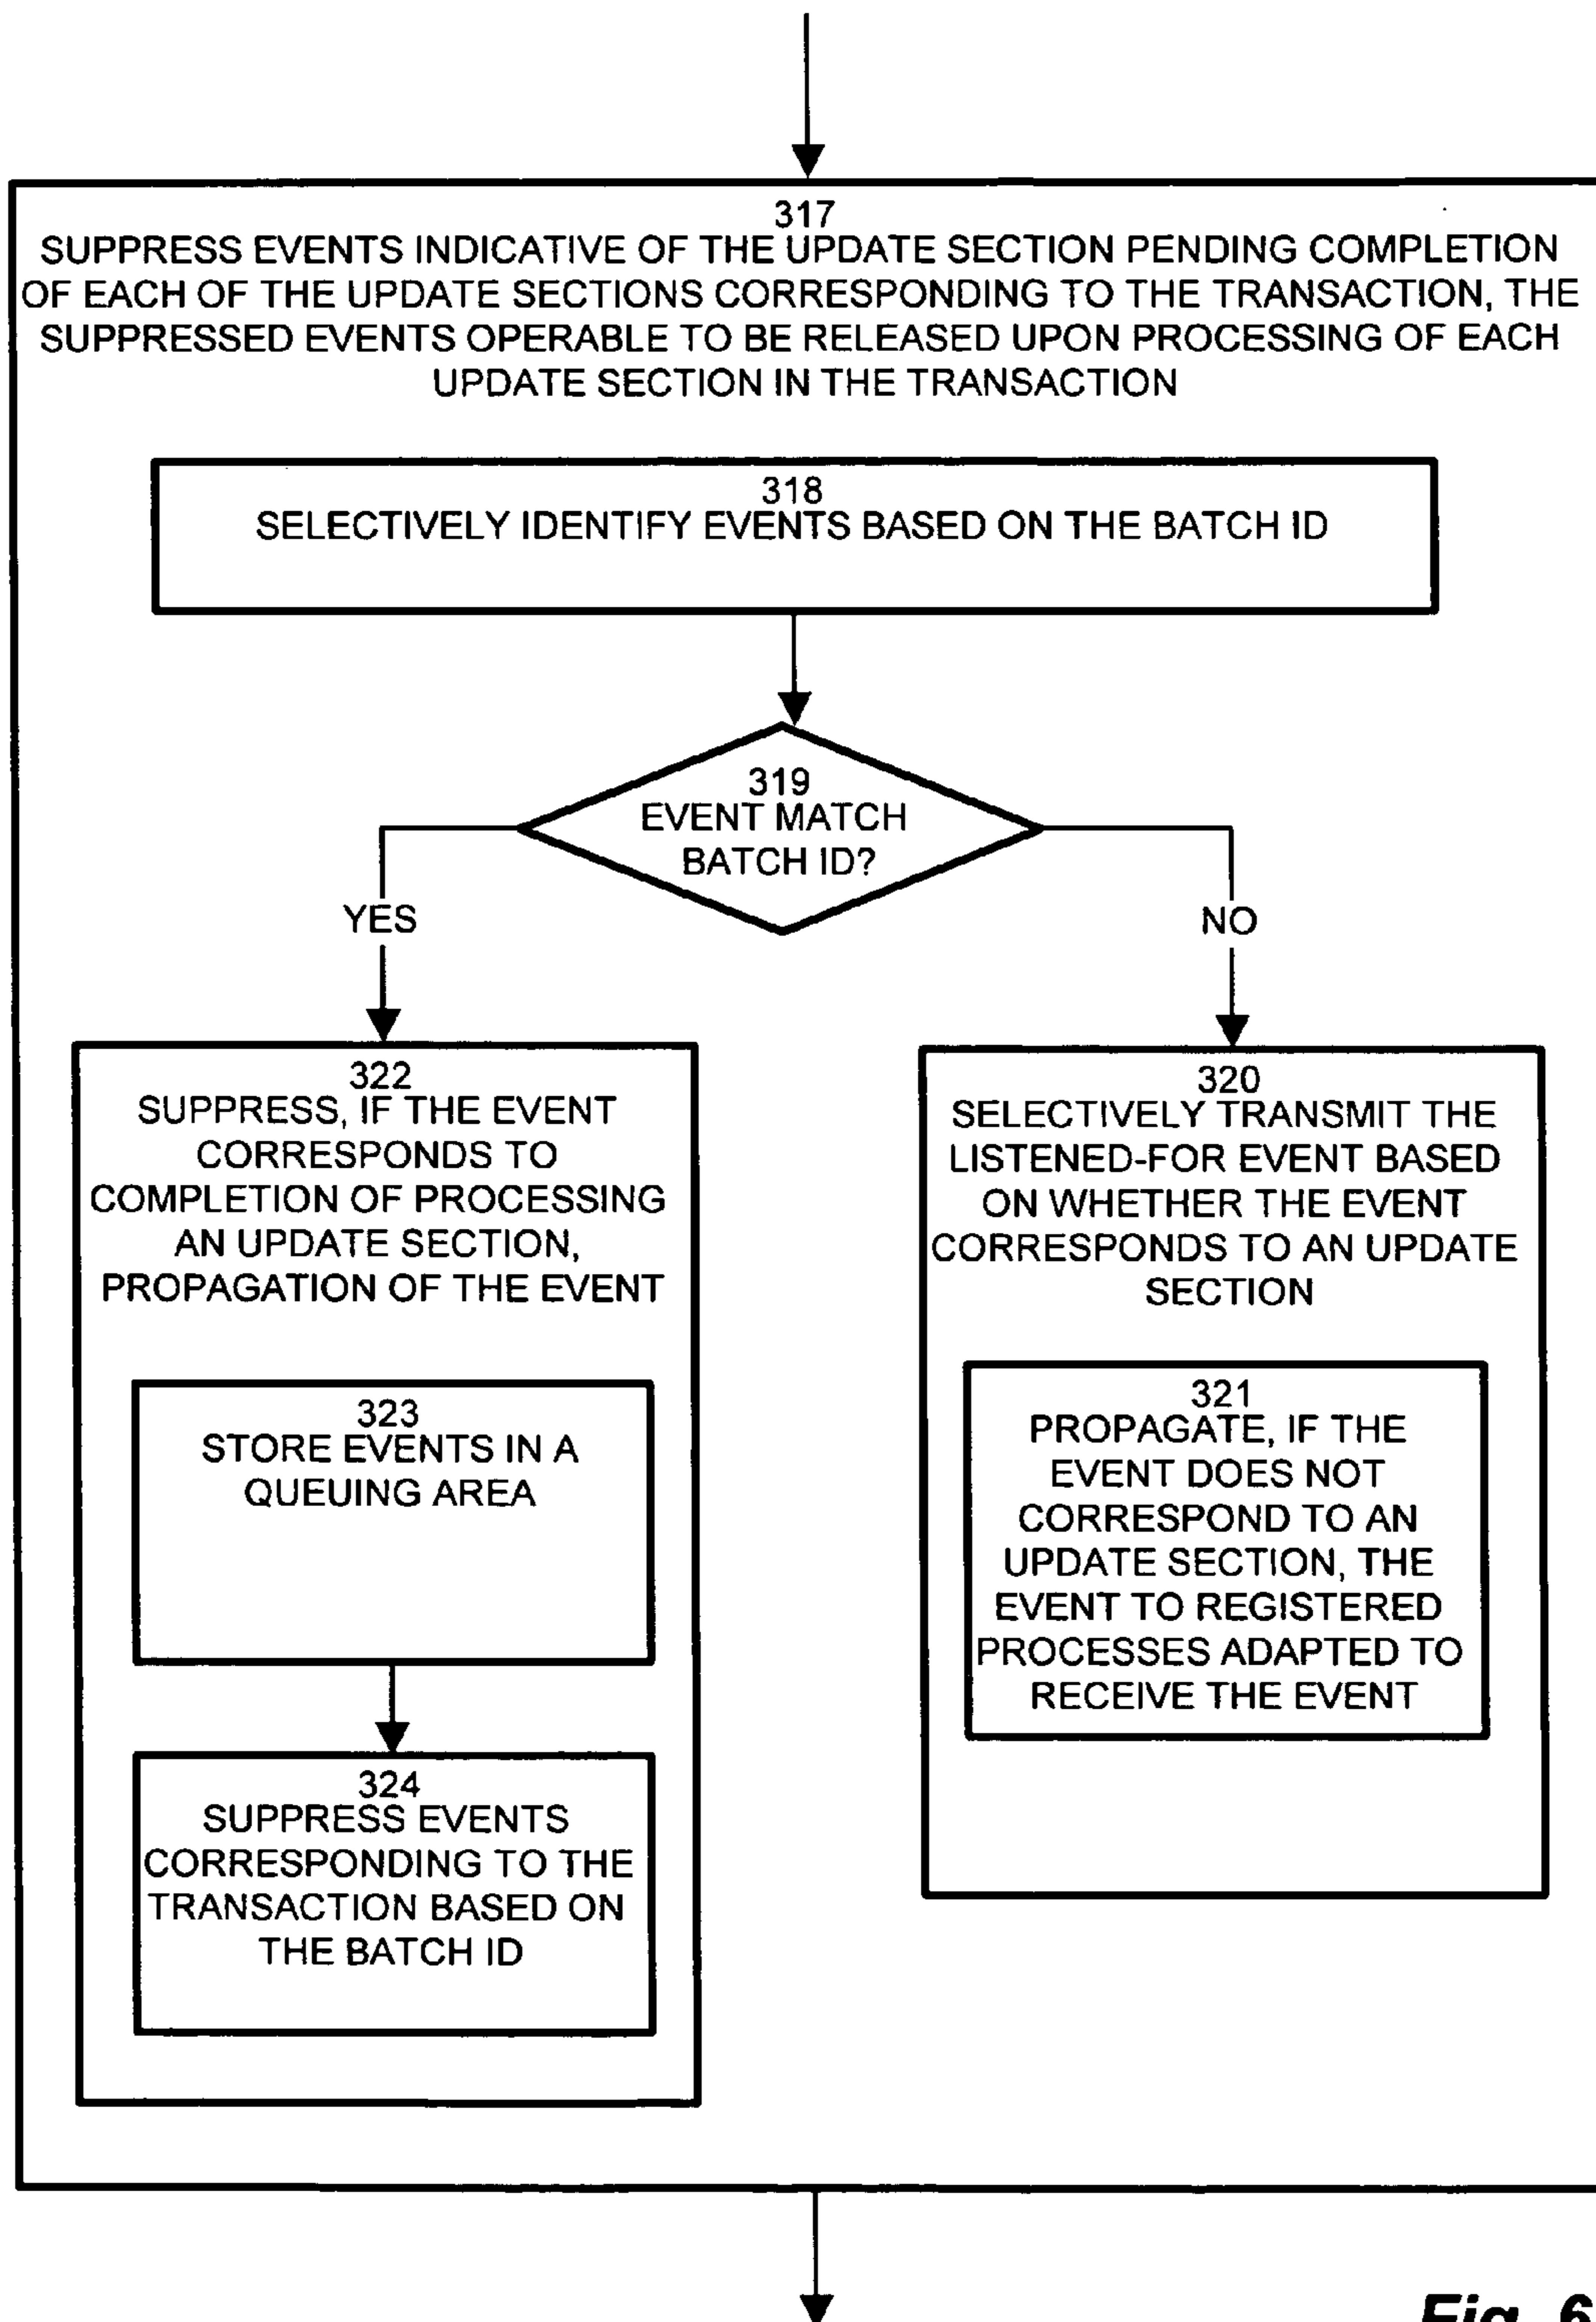 317
SUPPRESS EVENTS INDICATIVE OF THE UPDATE SECTION PENDING COMPLETION
OF EACH OF THE UPDATE SECTIONS CORRESPONDING TO THE TRANSACTION, THE
SUPPRESSED EVENTS OPERABLE TO BE RELEASED UPON PROCESSING OF EACH
UPDATE SECTION IN THE TRANSACTION
318
SELECTIVELY IDENTIFY EVENTS BASED ON THE BATCH ID
319
EVENT MATCH
BATCH ID?
YES
NO
322
SUPPRESS, IF THE EVENT
CORRESPONDS TO
COMPLETION OF PROCESSING
AN UPDATE SECTION,
PROPAGATION OF THE EVENT
323
STORE EVENTS IN A
QUEUING AREA
324
SUPPRESS EVENTS
CORRESPONDING TO THE
TRANSACTION BASED ON
THE BATCH ID
320
SELECTIVELY TRANSMIT THE
LISTENED-FOR EVENT BASED
ON WHETHER THE EVENT
CORRESPONDS TO AN UPDATE
SECTION
321
PROPAGATE, IF THE
EVENT DOES NOT
CORRESPOND TO AN
UPDATE SECTION, THE
EVENT TO REGISTERED
PROCESSES ADAPTED TO
RECEIVE THE EVENT
Fig. 6